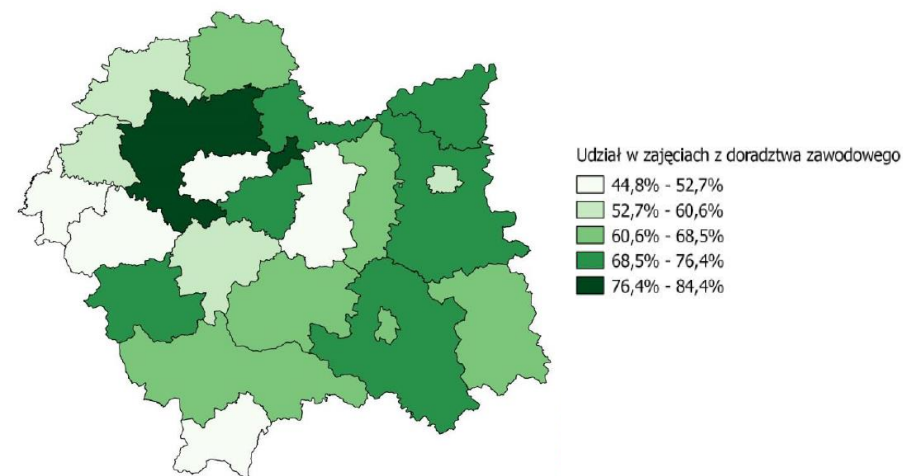 Udział w zajęciach z doradztwa zawodowego
44,8% - 52,7%
52,7% - 60,6%
60,6% - 68,5%
68,5% - 76,4%
76,4% - 84,4%